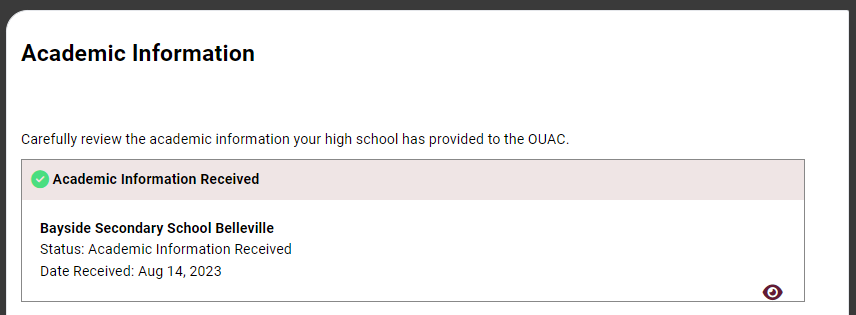 Academic Information
Carefully review the academic information your high school has provided to the OUAC.
Academic Information Received
Bayside Secondary School Belleville
Status: Academic Information Received
Date Received: Aug 14, 2023